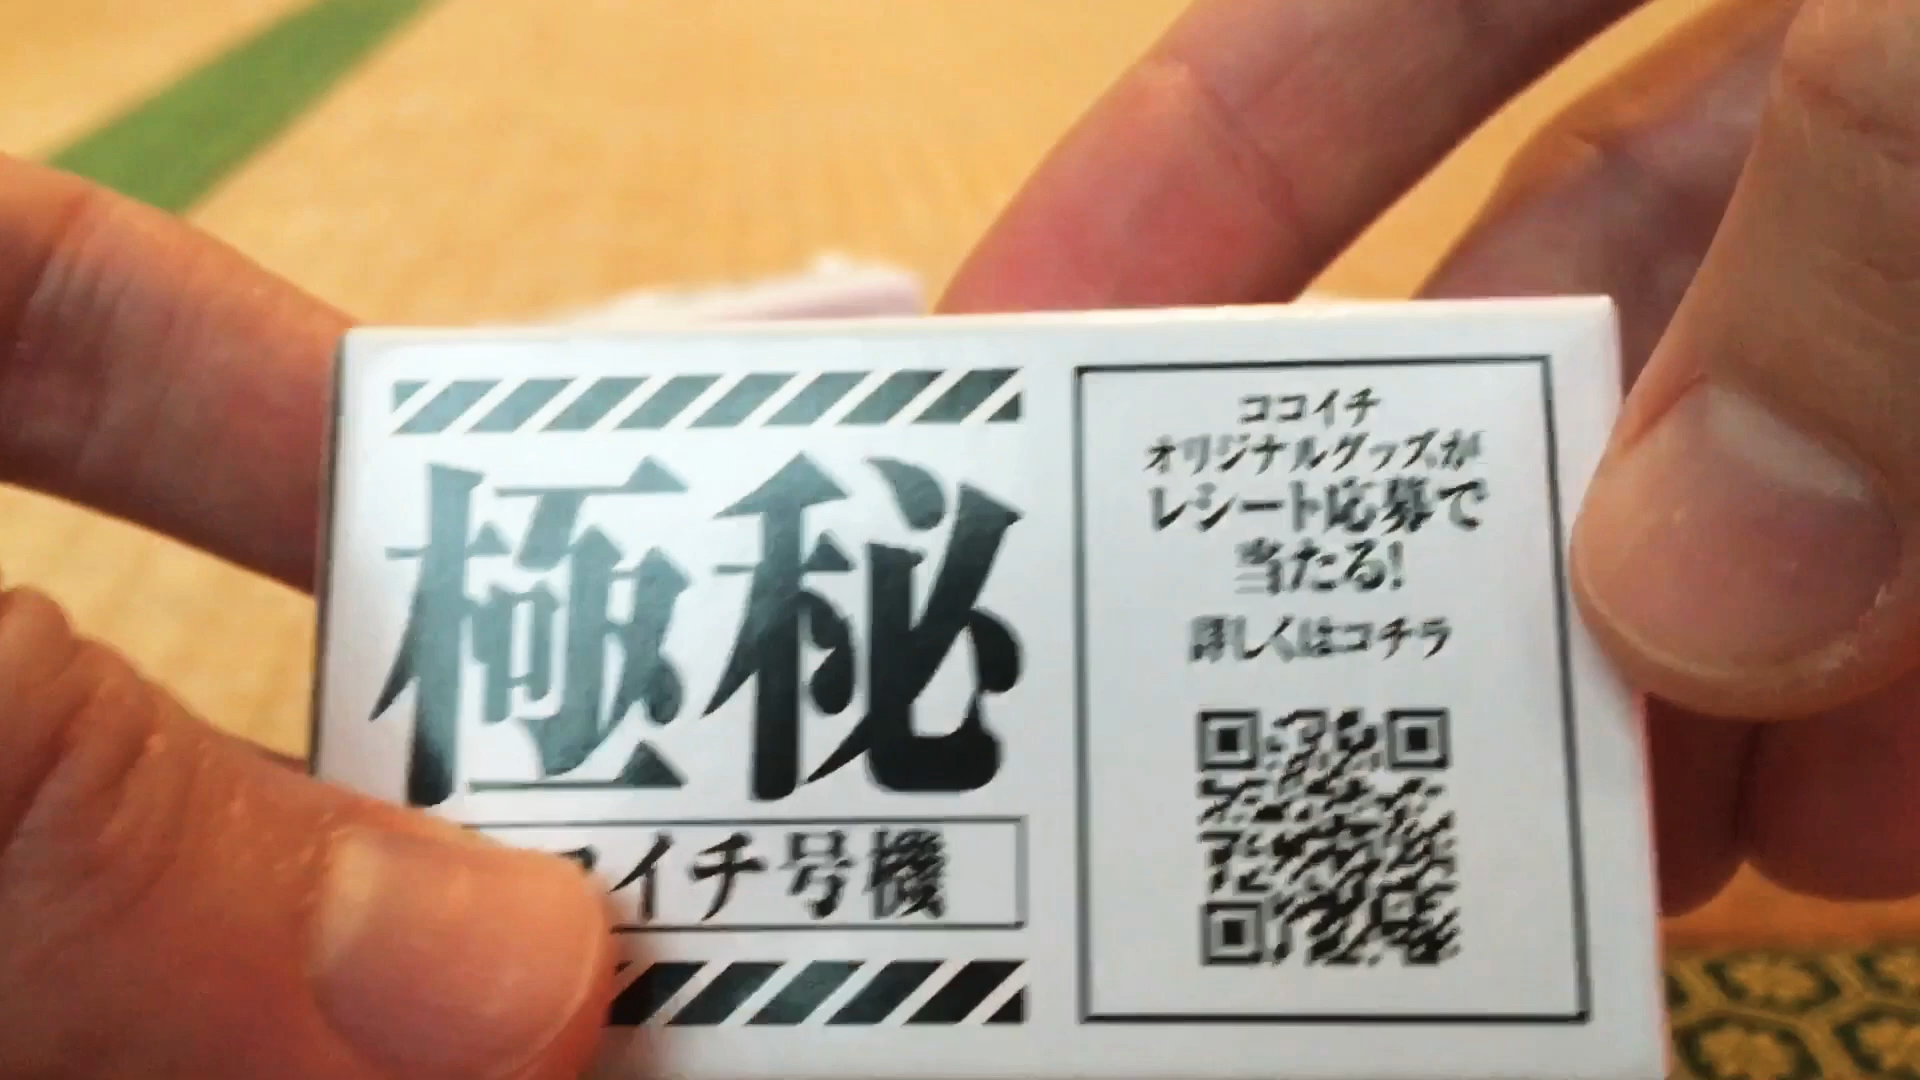 極秘
コイチ号機
ココイチ
オリジナルグッズが
レシート応募で
当たる!
詳しくはコチラ